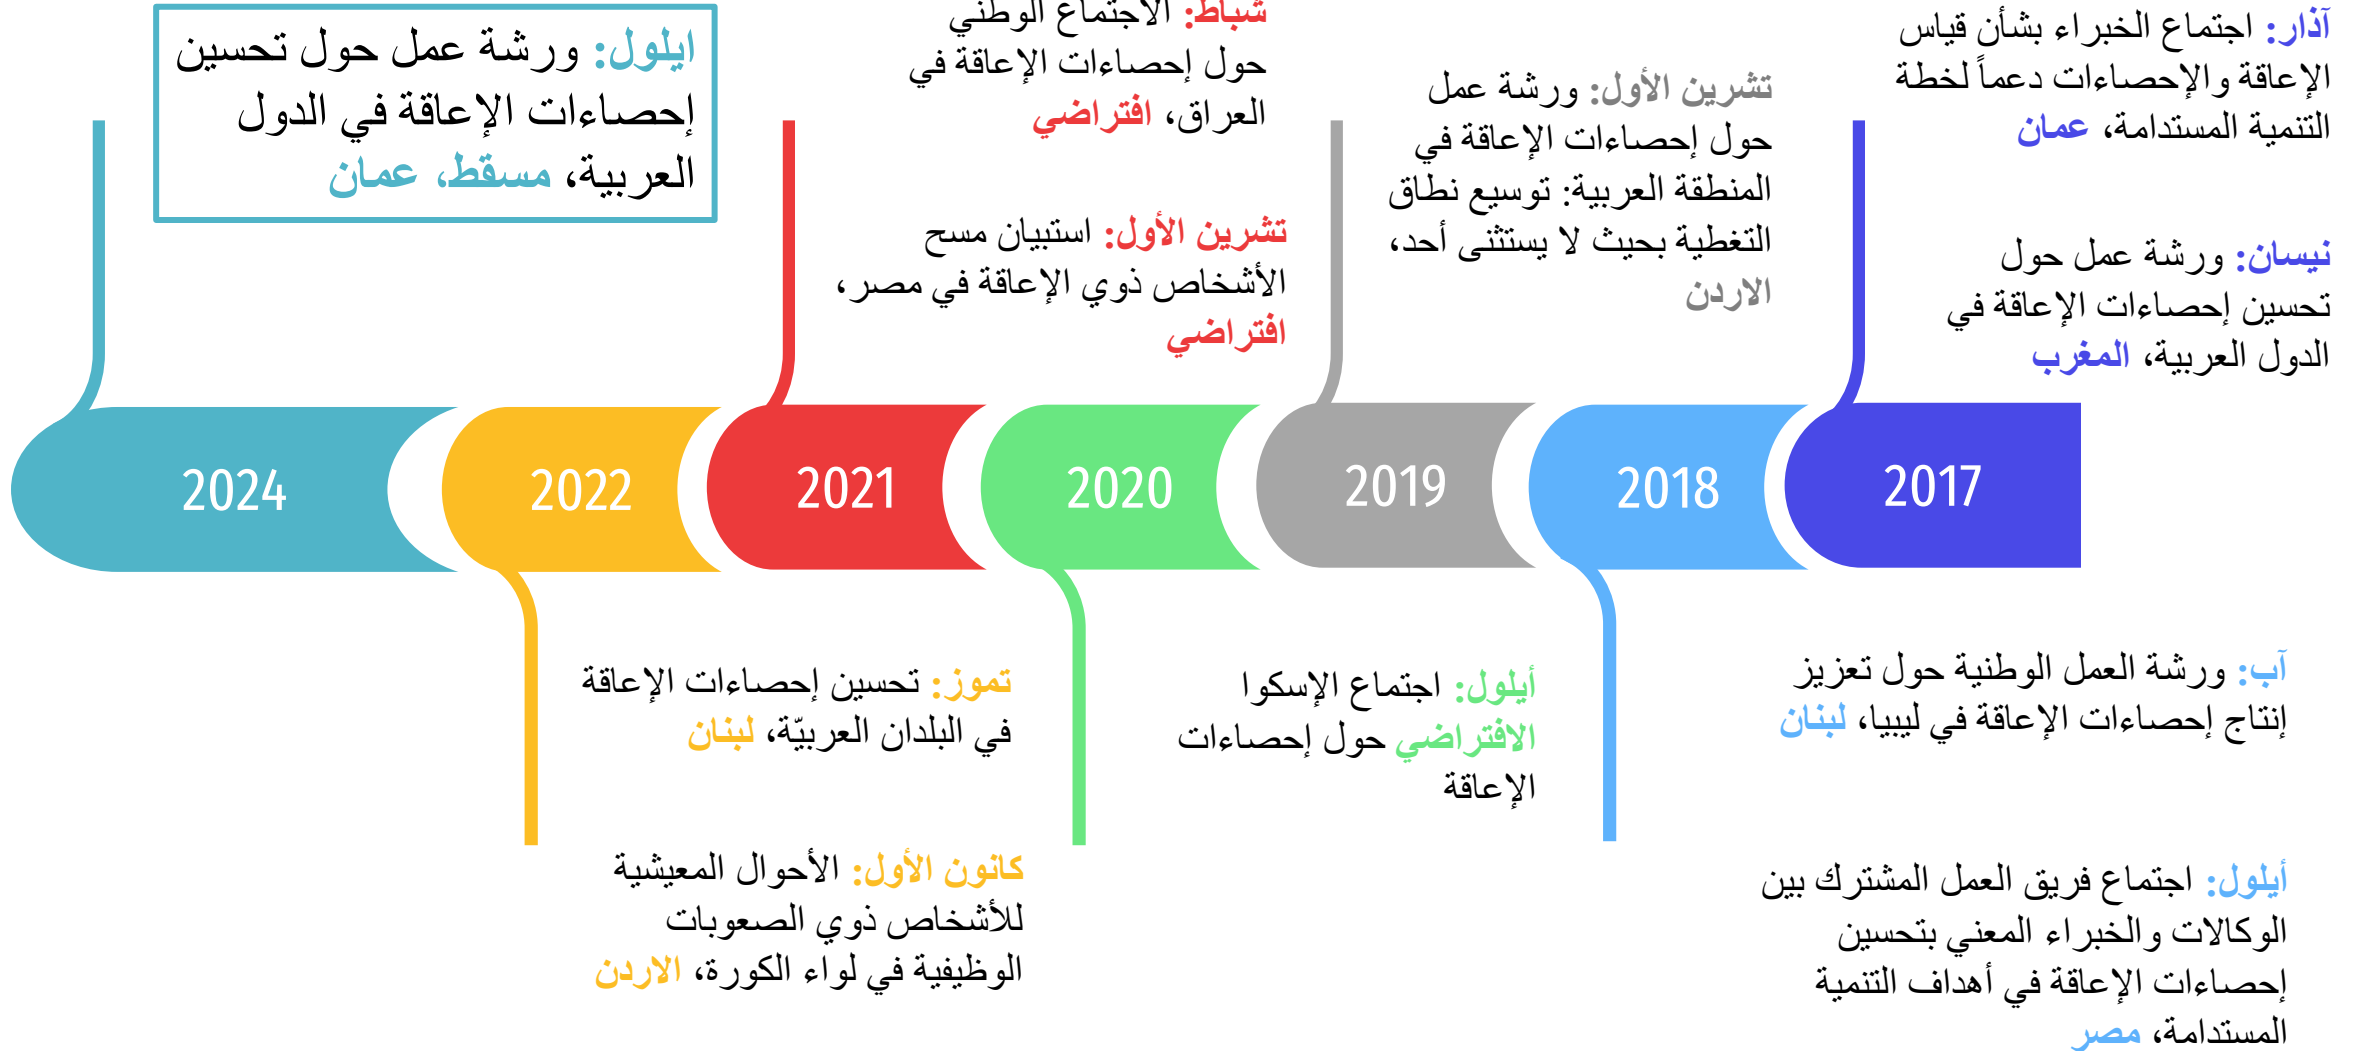 آذار: اجتماع الخبراء بشأن قياس
الإعاقة والإحصاءات دعماً لخطة
التنمية المستدامة، عمان
نيسان: ورشة عمل حول
تحسين إحصاءات الإعاقة في
الدول العربية، المغرب
2017
آب: ورشة العمل الوطنية حول تعزيز
إنتاج إحصاءات الإعاقة في ليبيا، لبنان
أيلول: اجتماع فريق العمل المشترك بين
الوكالات والخبراء المعني بتحسين
إحصاءات الإعاقة في أهداف التنمية
المستدامة، مصر
2018
تشرين الأول: ورشة عمل
حول إحصاءات الإعاقة في
المنطقة العربية: توسيع نطاق
التغطية بحيث لا يستثنى أحد،
الاردن
2019
أيلول: اجتماع الإسكوا
الافتراضي حول إحصاءات
الإعاقة
2020
شباط: الاجتماع الوطني
حول إحصاءات الإعاقة في
العراق، افتراضي
تشرين الأول: استبيان مسح
الأشخاص ذوي الإعاقة في مصر،
افتراضي
2021
تموز: تحسين إحصاءات الإعاقة
في البلدان العربيّة، لبنان
كانون الأول: الأحوال المعيشية
للأشخاص ذوي الصعوبات
الوظيفية في لواء الكورة، الاردن
2022
ايلول: ورشة عمل حول تحسين
إحصاءات الإعاقة في الدول
العربية، مسقط، عمان
2024